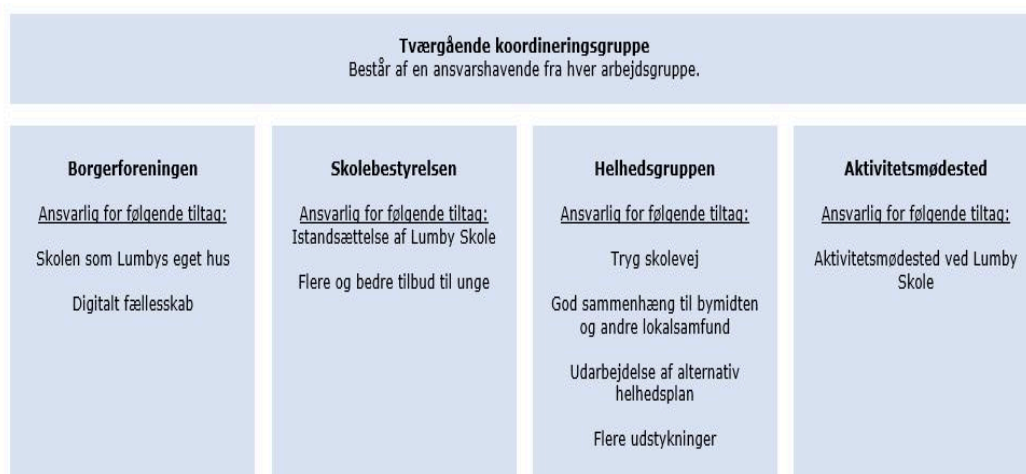 Tværgående koordineringsgruppe
Består af en ansvarshavende fra hver arbejdsgruppe.
Borgerforeningen
Ansvarlig for følgende tiltag:
Skolen som Lumbys eget hus
Digitalt fællesskab
Skolebestyrelsen
Ansvarlig for følgende tiltag:
Istandsættelse af Lumby Skole
Flere og bedre tilbud til unge
Helhedsgruppen
Ansvarlig for følgende tiltag:
Tryg skolevej
God sammenhæng til bymidten
og andre lokalsamfund
Udarbejdelse af alternativ
helhedsplan
Flere udstykninger
Aktivitetsmødested
Ansvarlig for følgende tiltag:
Aktivitetsmødested ved Lumby
Skole